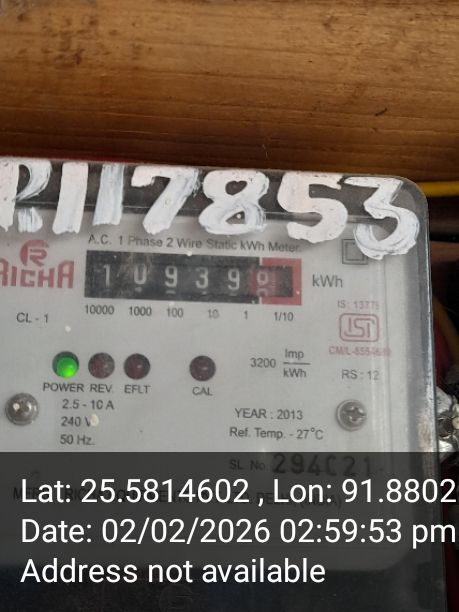 R117853
A.C. 1 Phase 2 Wire Static kWh Meter.
RICHA
1 0 9 3 9 8 kWh
10000 1000 100 10 1 1/10
CL - 1
IS: 13779
ISI
3200 Imp/kWh
RS : 12
POWER REV. EFLT CAL
2.5 - 10 A
240 V
50 Hz.
YEAR : 2013
Ref. Temp. - 27°C
SL. No.
Lat: 25.5814602 , Lon: 91.8802
Date: 02/02/2026 02:59:53 pm
Address not available